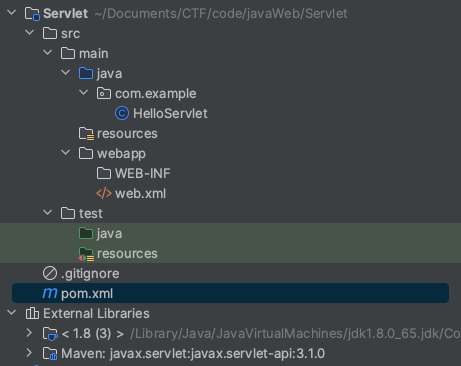 Servlet ~/Documents/CTF/code/javaWeb/Servlet
src
main
java
com.example
HelloServlet
resources
webapp
WEB-INF
web.xml
test
java
resources
.gitignore
pom.xml
External Libraries
< 1.8 (3) > /Library/Java/JavaVirtualMachines/jdk1.8.0_65.jdk/Co
Maven: javax.servlet:javax.servlet-api:3.1.0